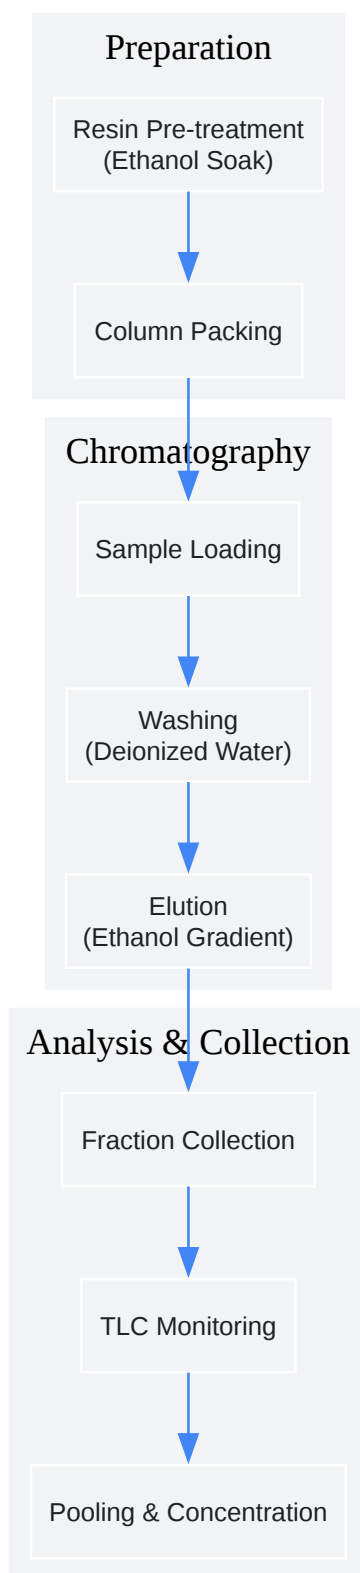 Preparation
Resin Pre-treatment
(Ethanol Soak)
Column Packing
Chromatography
Sample Loading
Washing
(Deionized Water)
Elution
(Ethanol Gradient)
Analysis & Collection
Fraction Collection
TLC Monitoring
Pooling & Concentration